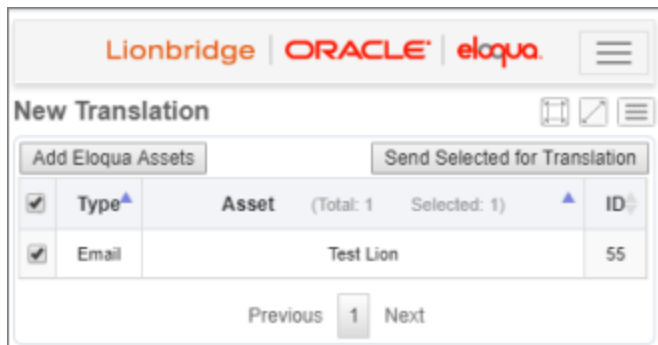 Lionbridge | ORACLE® | eloqua.
New Translation
Add Eloqua Assets Send Selected for Translation
Type Asset (Total: 1 Selected: 1) ID
Email Test Lion 55
Previous 1 Next